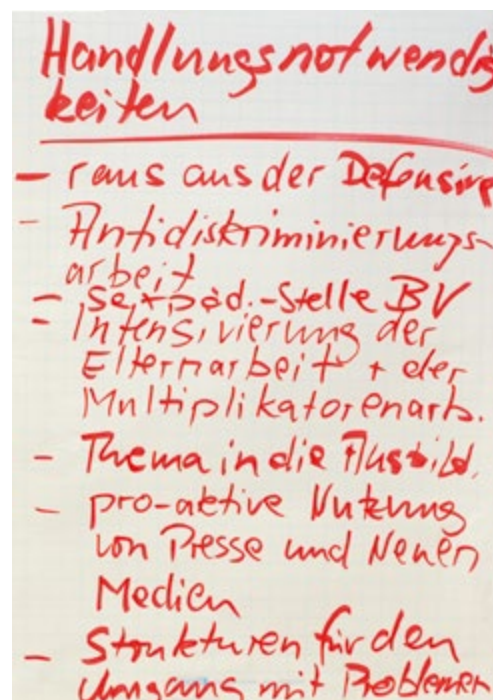 Handlungsnotwendig
keiten
- raus aus der Defensive
- Antidiskriminierungs-
arbeit
- sexpäd.-Stelle BV
- Intensivierung der
Elternarbeit + der
Multiplikatorenarb.
- Thema in die Ausbild.
- pro-aktive Nutzung
von Presse und Neuen
Medien
- Strukturen für den
Umgang mit Problemen